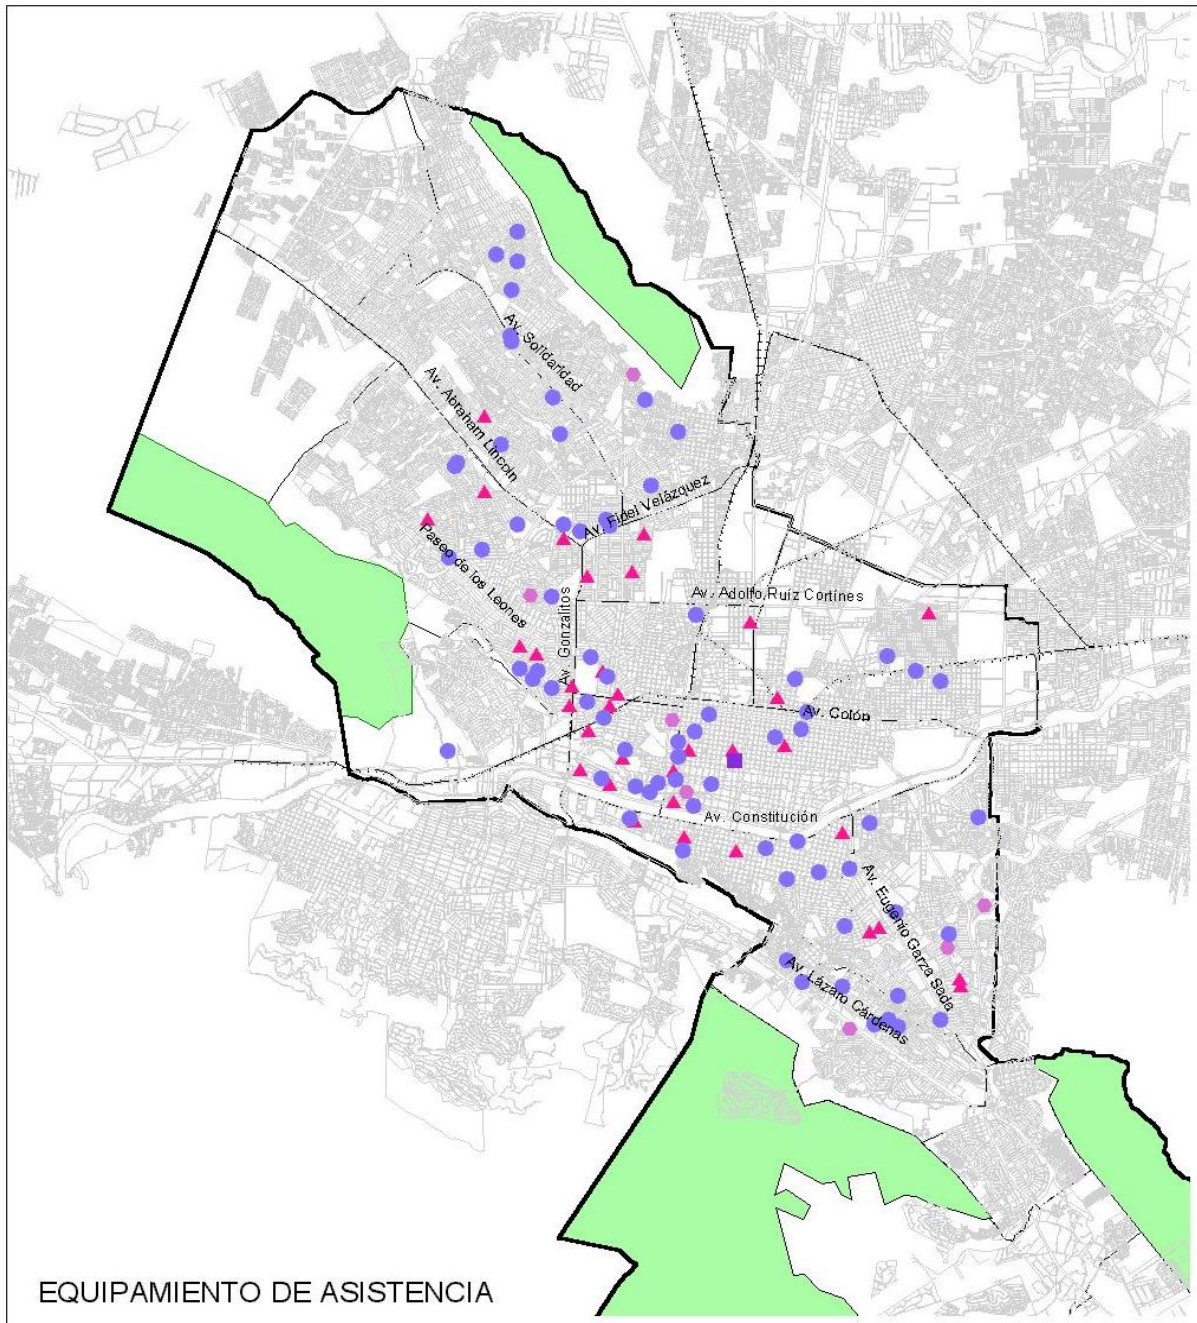 Av. Solidaridad
Av. Abraham Lincoln
Av. Fidel Velázquez
Paseo de los Leones
Av. Adolfo Ruíz Cortínes
Av. Gonzalitos
Av. Colón
Av. Constitución
Av. Eugenio Garza Sada
Av. Lázaro Cárdenas
EQUIPAMIENTO DE ASISTENCIA